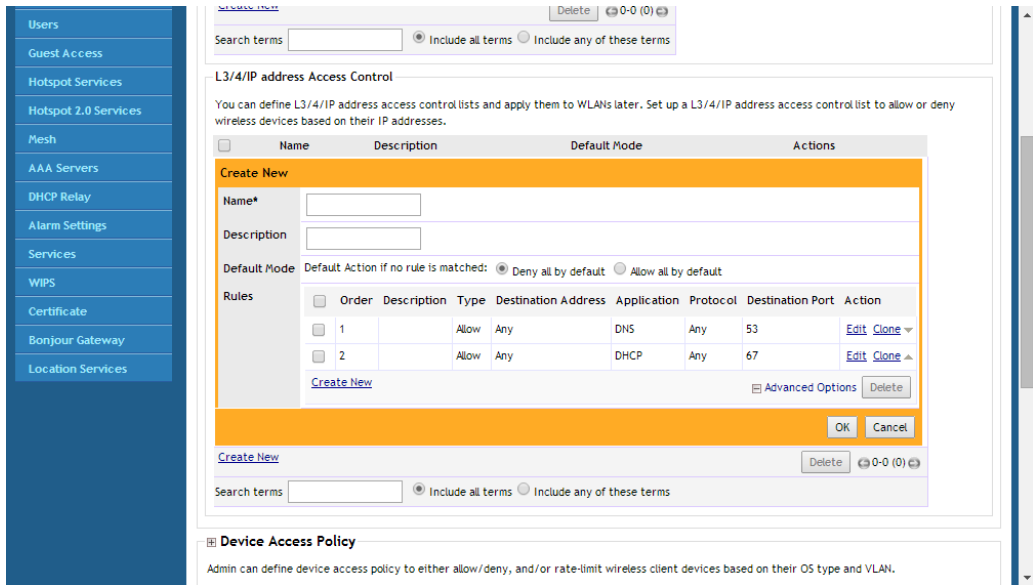 Users
Guest Access
Hotspot Services
Hotspot 2.0 Services
Mesh
AAA Servers
DHCP Relay
Alarm Settings
Services
WIPS
Certificate
Bonjour Gateway
Location Services
Create New
Delete 0-0 (0)
Search terms Include all terms Include any of these terms
L3/4/IP address Access Control
You can define L3/4/IP address access control lists and apply them to WLANs later. Set up a L3/4/IP address access control list to allow or deny
wireless devices based on their IP addresses.
Name Description Default Mode Actions
Create New
Name*
Description
Default Mode Default Action if no rule is matched: Deny all by default Allow all by default
Rules Order Description Type Destination Address Application Protocol Destination Port Action
1 Allow Any DNS Any 53 Edit Clone
2 Allow Any DHCP Any 67 Edit Clone
Create New Advanced Options Delete
OK Cancel
Create New Delete 0-0 (0)
Search terms Include all terms Include any of these terms
Device Access Policy
Admin can define device access policy to either allow/deny, and/or rate-limit wireless client devices based on their OS type and VLAN.